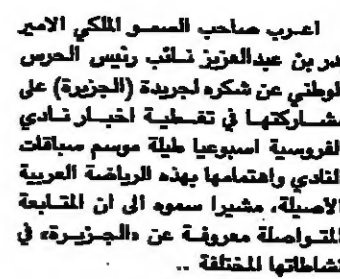 اعرب صاحب السمو الملكي الامير
بدر بن عبدالعزيز نائب رئيس الحرس
الوطني عن شكره لجريدة (الجزيرة) على
مشاركتها في تغطية اخبار نادي
الفروسية اسبوعيا طيلة موسم سباقات
النادي واهتمامها بهذه الرياضة العربية
الأصيلة، مشيرا سموه الى ان المتابعة
المتواصلة معروفة عن «الجزيرة» في
نشاطاتها المختلفة ..